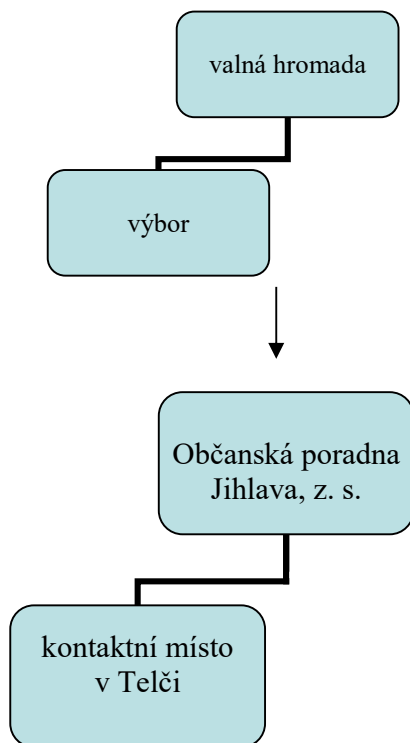 valná hromada
výbor
Občanská poradna
Jihlava, z. s.
kontaktní místo
v Telči